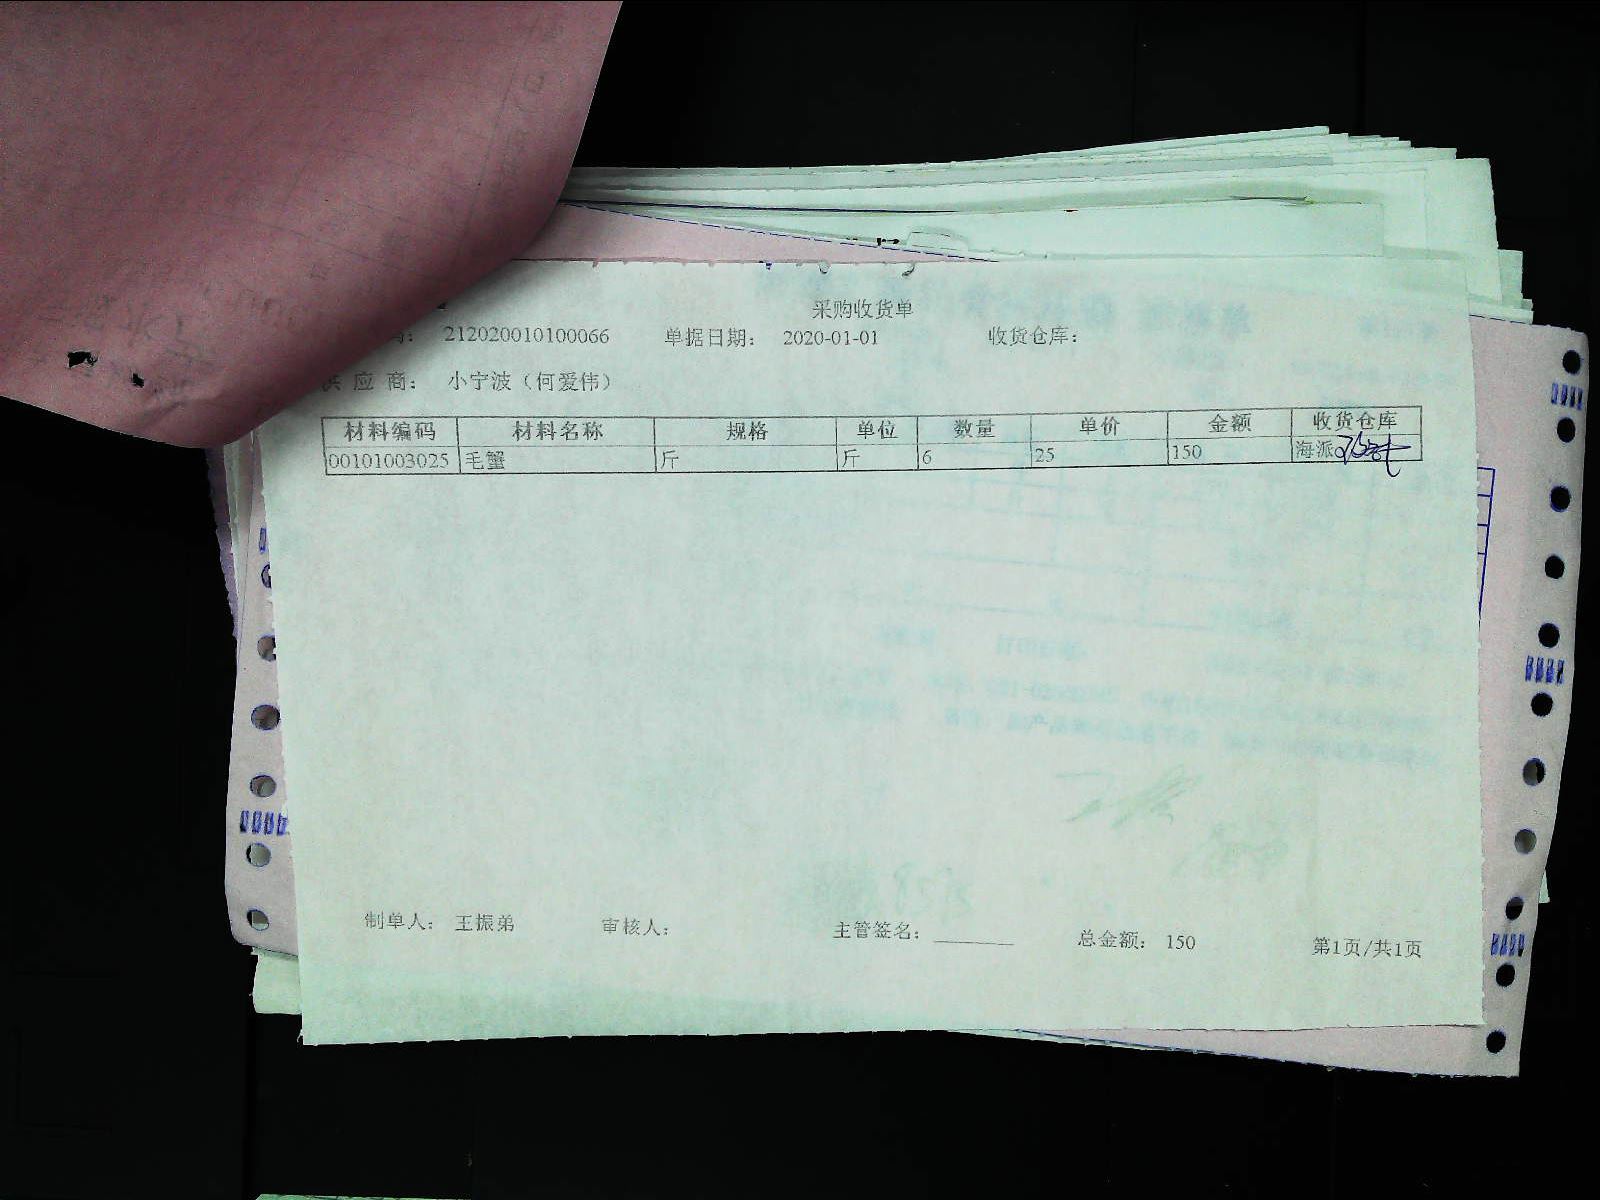 采购收货单
212020010100066 单据日期: 2020-01-01 收货仓库:
供 应 商: 小宁波（何爱伟）
材料编码 材料名称 规格 单位 数量 单价 金额 收货仓库
00101003025 毛蟹 斤 斤 6 25 150 海派
制单人: 王振弟 审核人: 主管签名: 总金额: 150 第1页/共1页